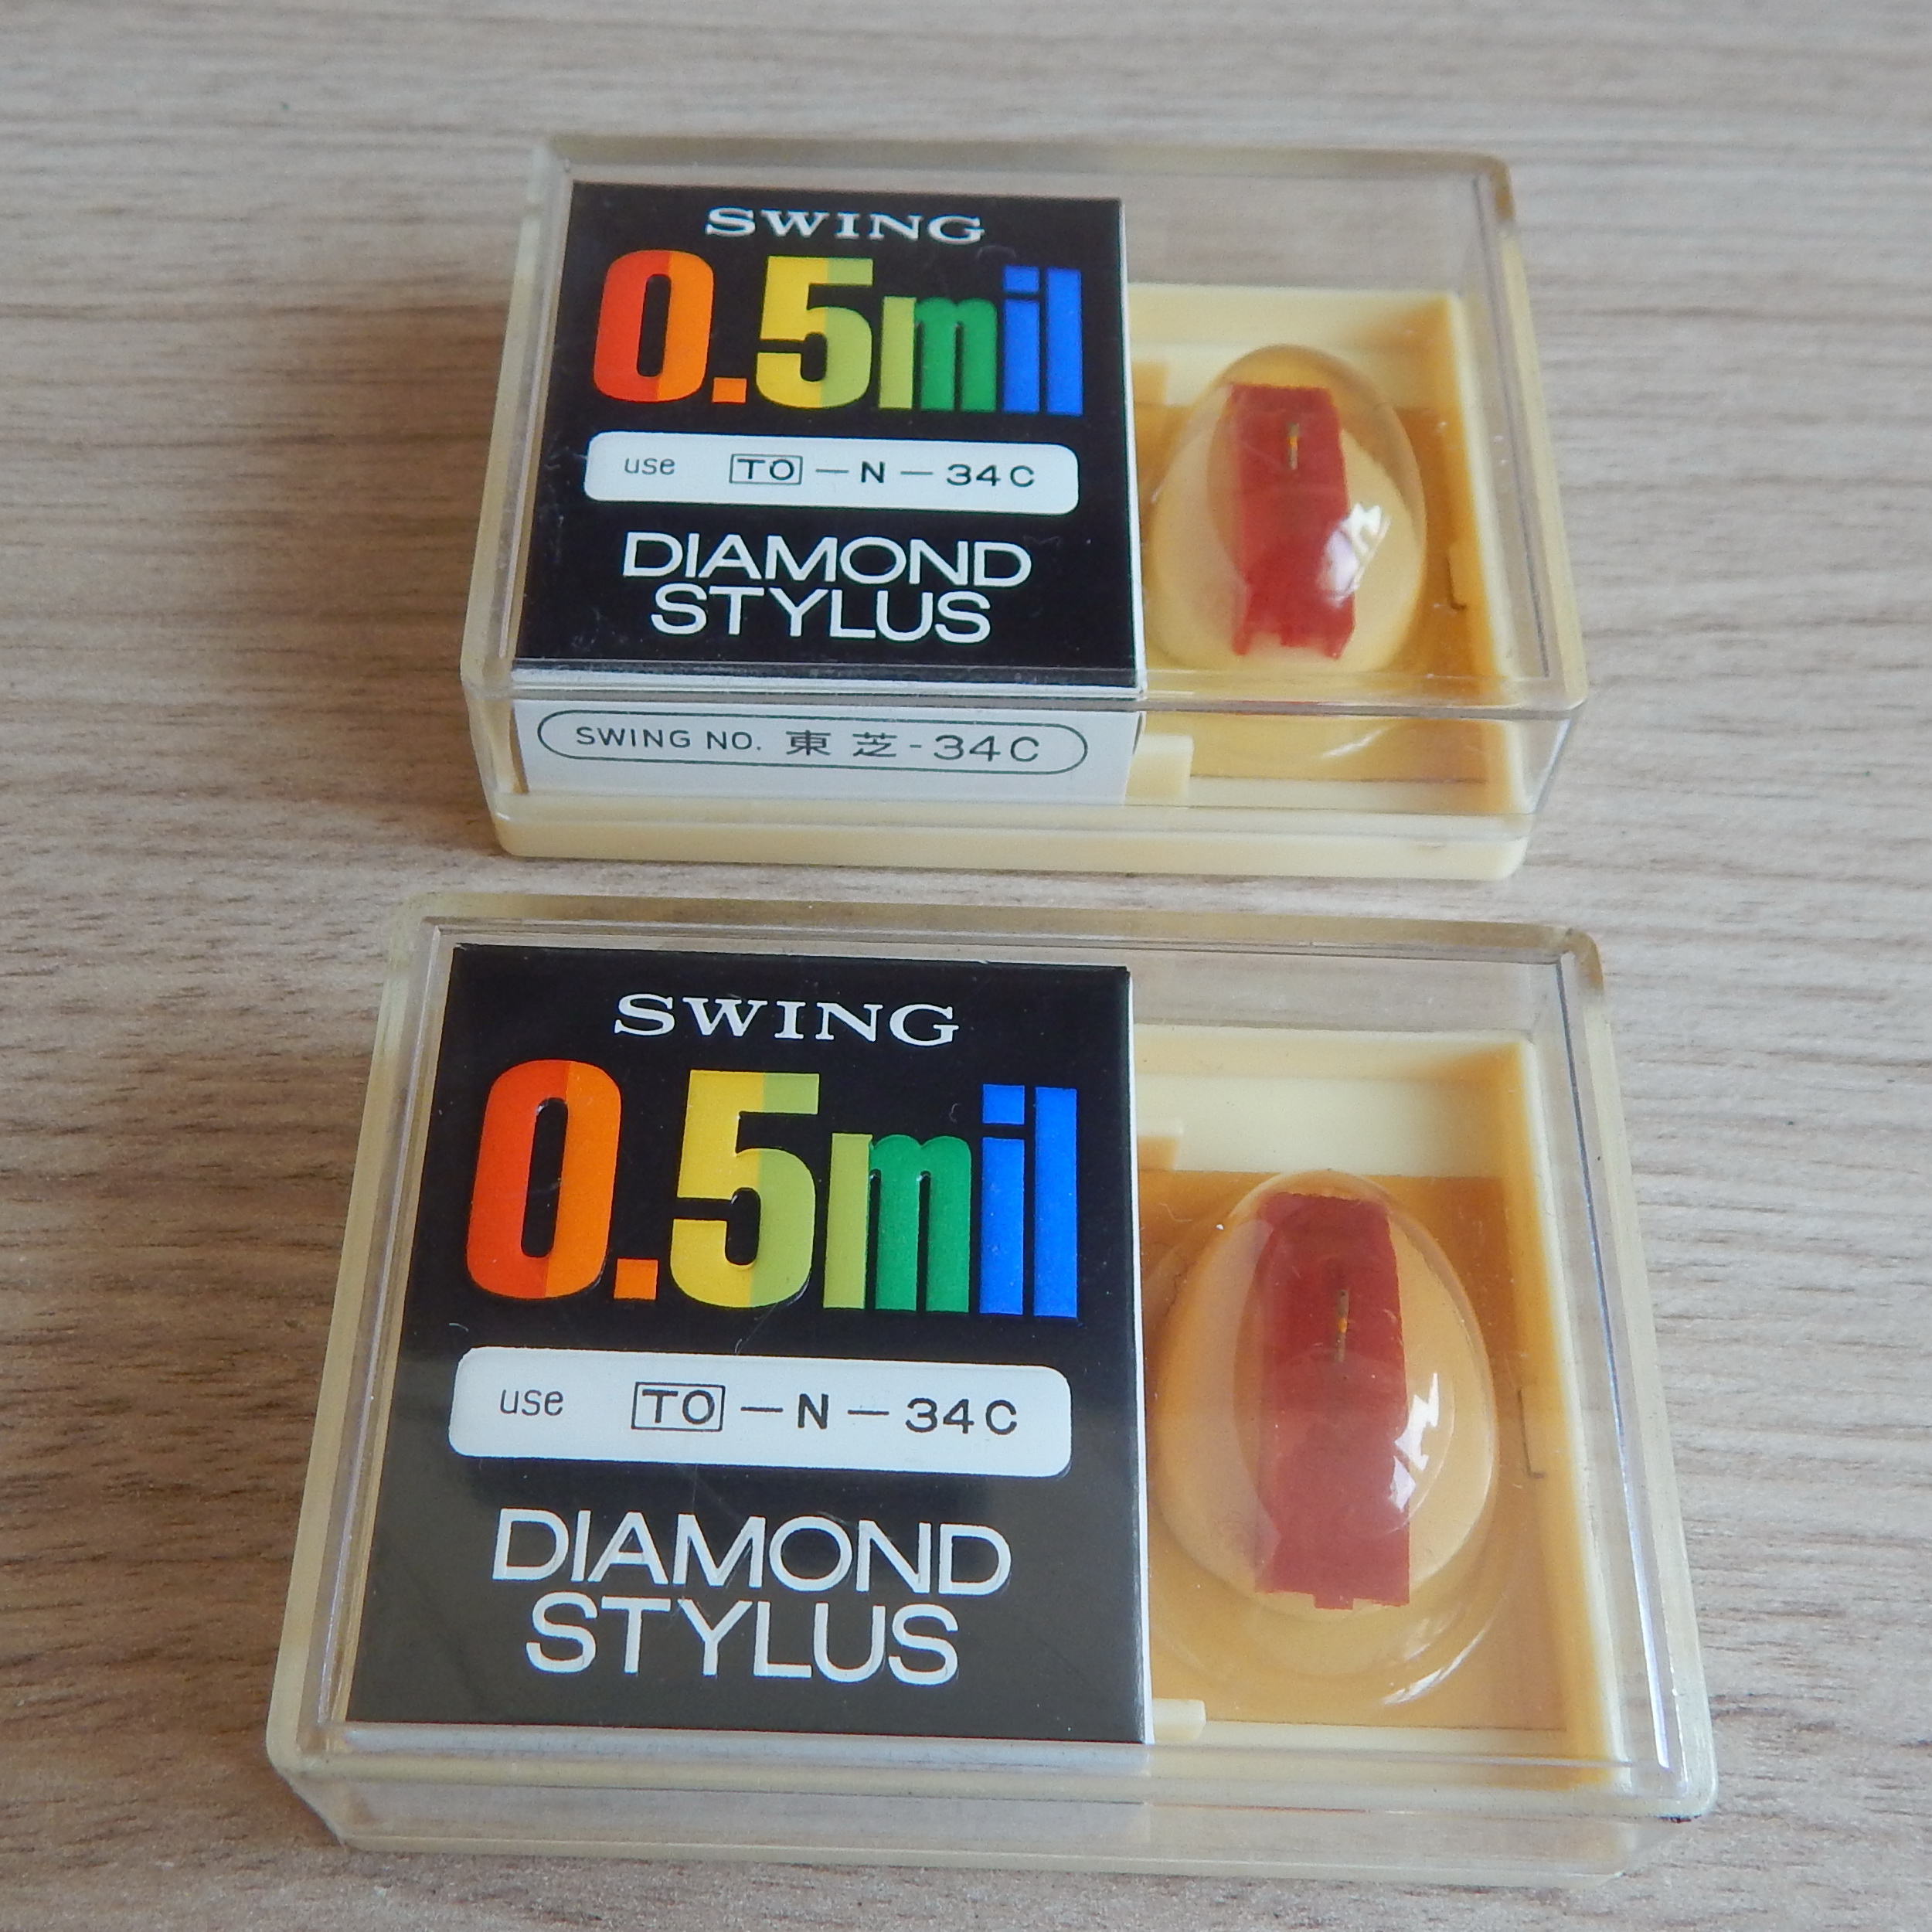 SWING
0.5mil
use TO-N-34C
DIAMOND
STYLUS
SWING NO. 東芝-34C
SWING
0.5mil
use TO-N-34C
DIAMOND
STYLUS